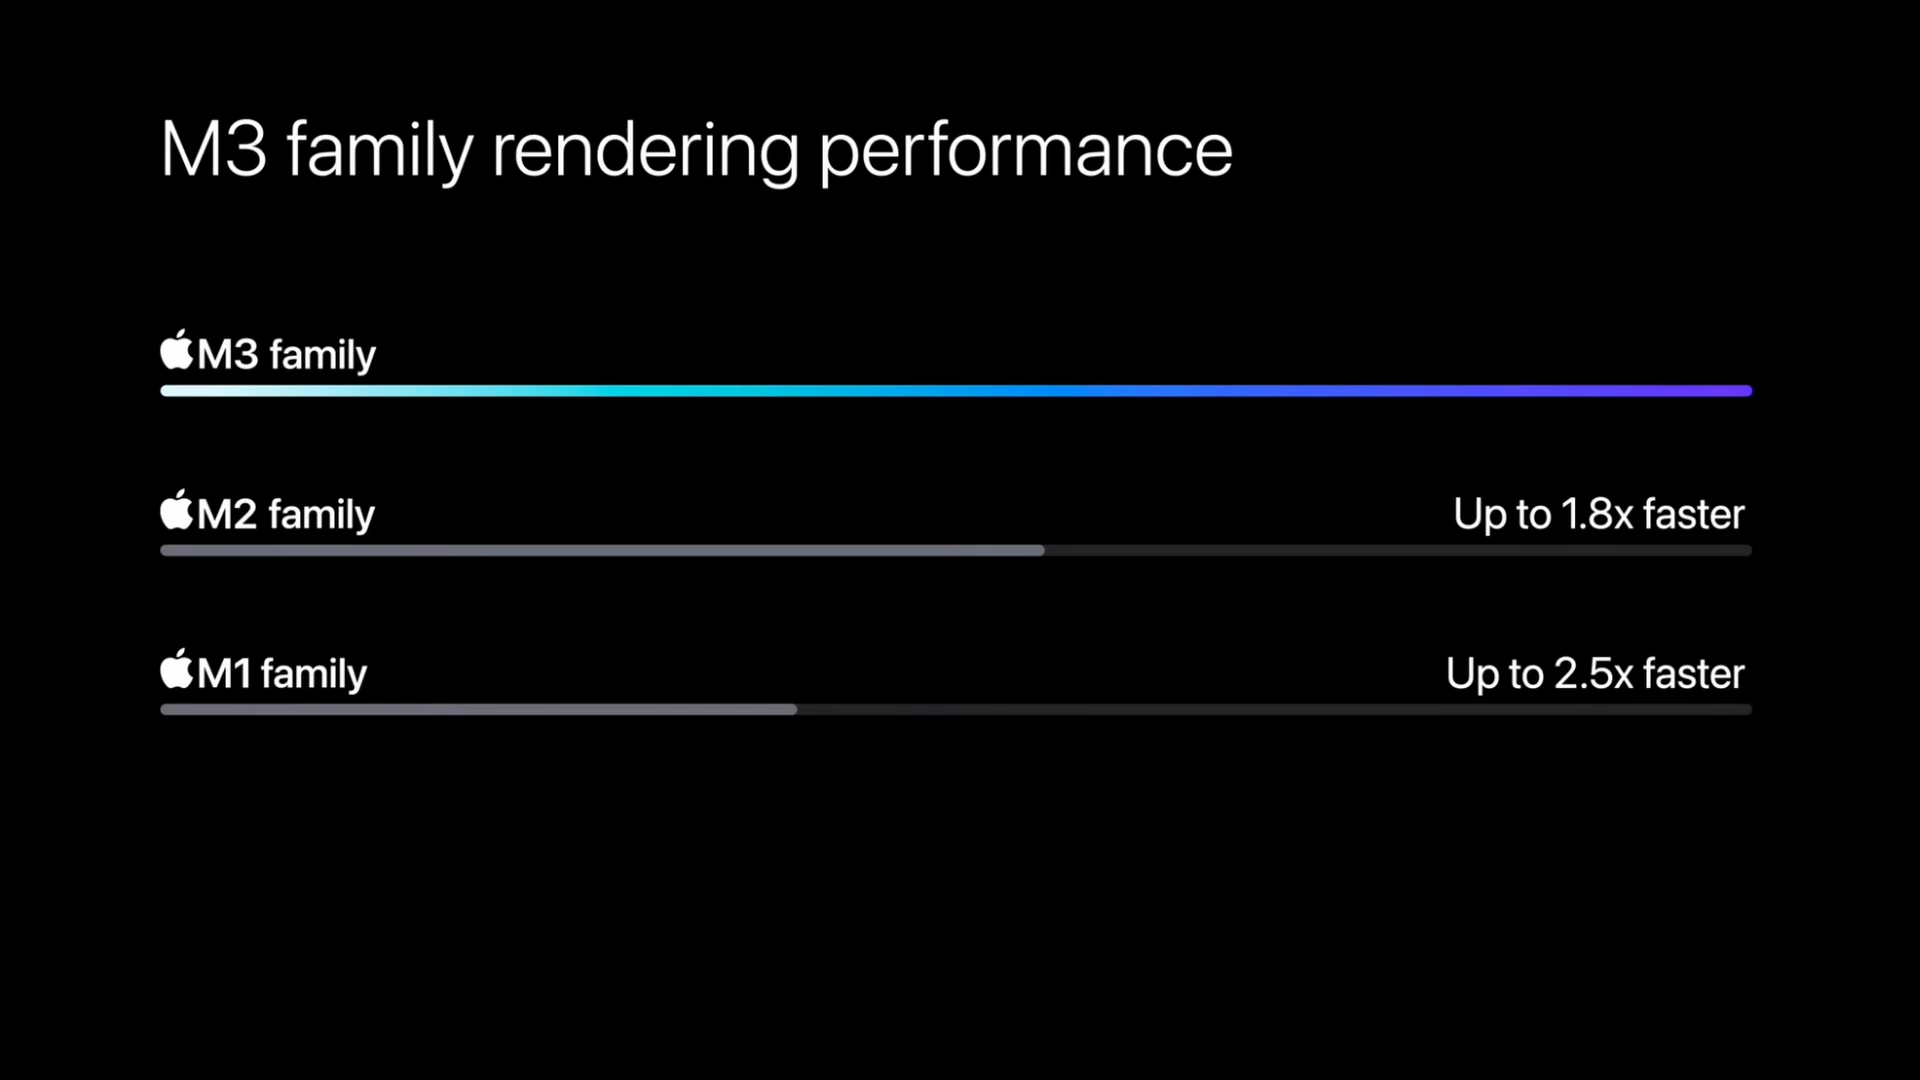 M3 family rendering performance
M3 family
M2 family
Up to 1.8x faster
M1 family
Up to 2.5x faster